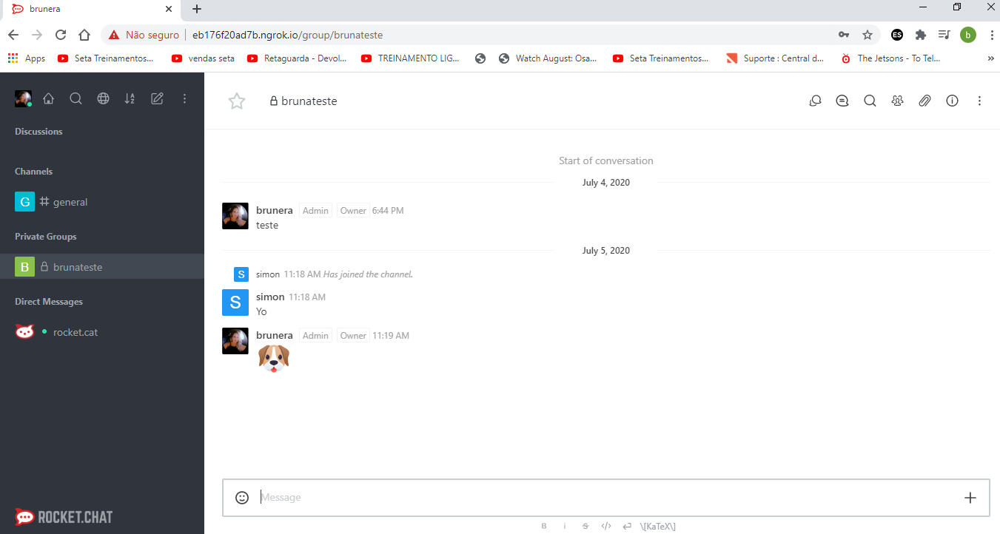 brunera
Não seguro eb176f20ad7b.ngrok.io/group/brunateste ES b
Apps Seta Treinamentos... vendas seta Retaguarda - Devol... TREINAMENTO LIG... Watch August: Osa... Seta Treinamentos... Suporte : Central d... The Jetsons - To Tel... »
brunateste
Discussions
Channels
G # general
Private Groups
B brunateste
Direct Messages
rocket.cat
ROCKET.CHAT
Start of conversation
July 4, 2020
brunera Admin Owner 6:44 PM
teste
July 5, 2020
S simon 11:18 AM Has joined the channel.
S simon 11:18 AM
Yo
brunera Admin Owner 11:19 AM
Message
B i S </> \[KaTeX\]